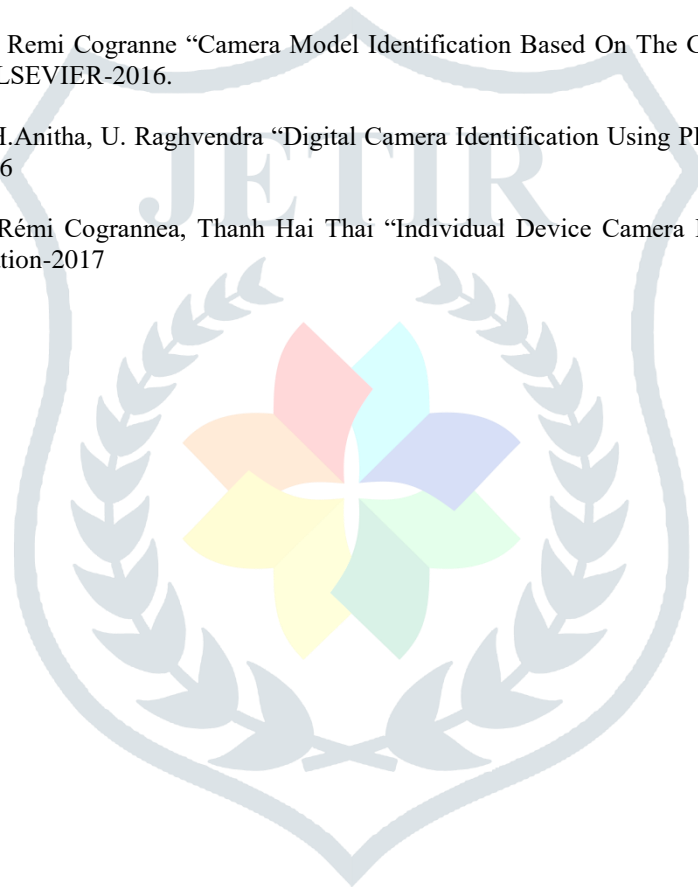 Remi Cogranne “Camera Model Identification Based On The
LSEVIER-2016.
H.Anitha, U. Raghvendra “Digital Camera Identification Using
6
Rémi Cogrannea, Thanh Hai Thai “Individual Device Camera
tion-2017
JETIR